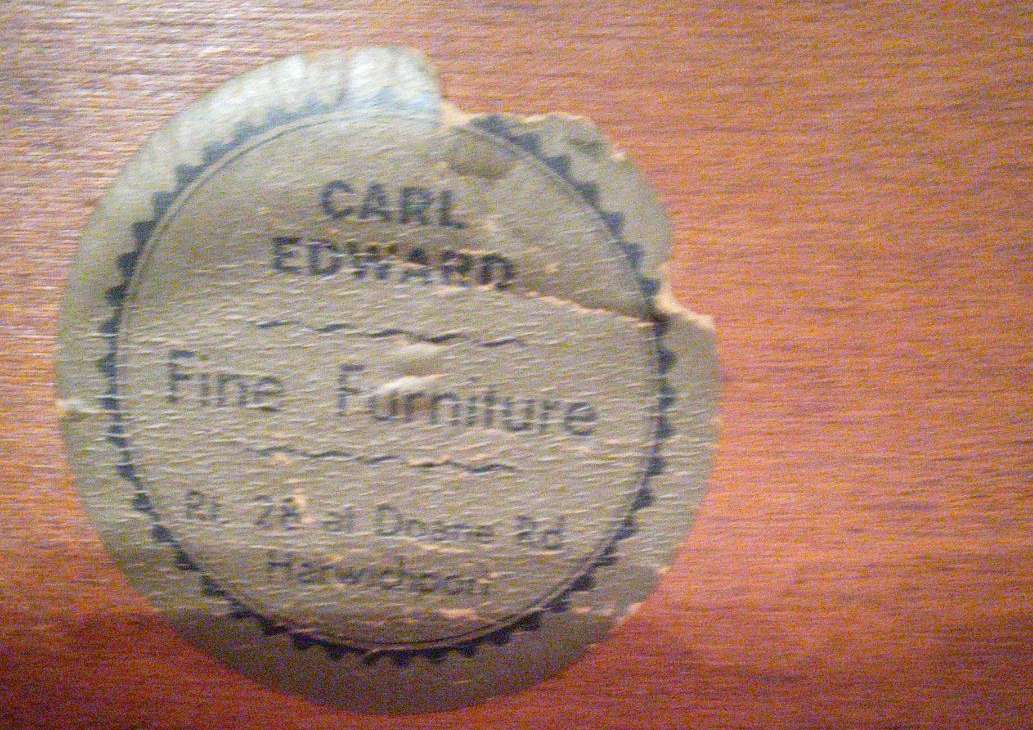 CARL
EDWARD
Fine Furniture
Rt. 28 at Doane Rd
Harwichport